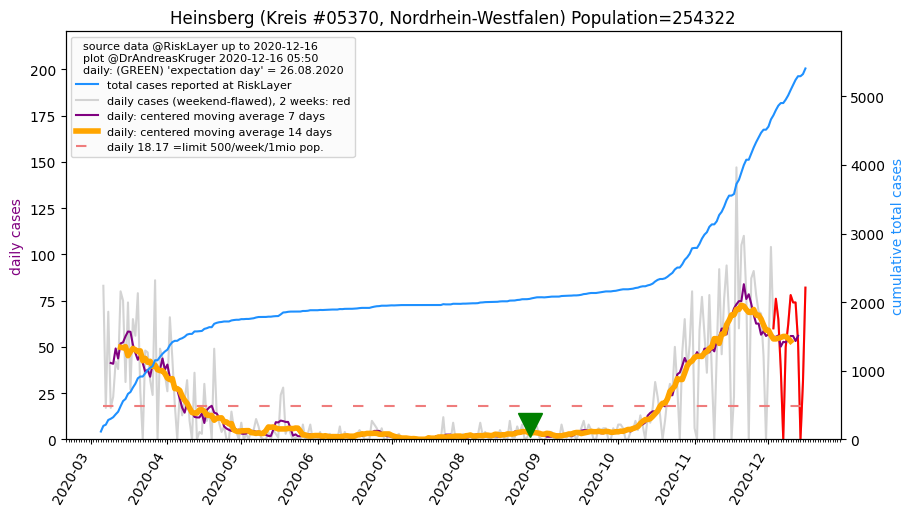 Heinsberg (Kreis #05370, Nordrhein-Westfalen) Population=254322
source data @RiskLayer up to 2020-12-16
plot @DrAndreasKruger 2020-12-16 05:50
daily: (GREEN) 'expectation day' = 26.08.2020
total cases reported at RiskLayer
daily cases (weekend-flawed), 2 weeks: red
daily: centered moving average 7 days
daily: centered moving average 14 days
daily 18.17 =limit 500/week/1mio pop.
daily cases
200
175
150
125
100
75
50
25
0
5000
4000
3000
2000
1000
0
cumulative total cases
2020-03
2020-04
2020-05
2020-06
2020-07
2020-08
2020-09
2020-10
2020-11
2020-12